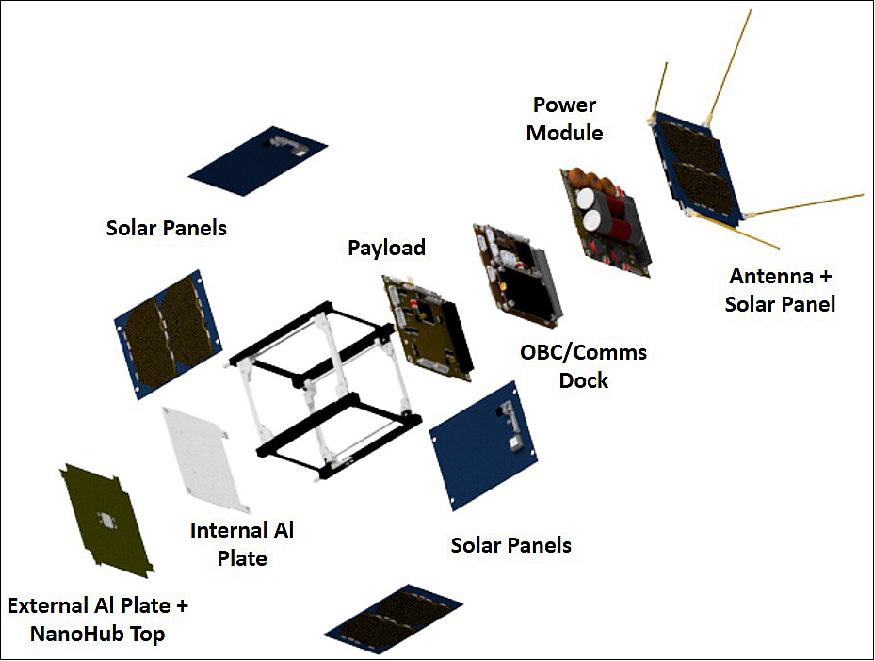 Power
Module
Solar Panels
Payload
Antenna +
Solar Panel
OBC/Comms
Dock
Internal Al
Plate
Solar Panels
External Al Plate +
NanoHub Top